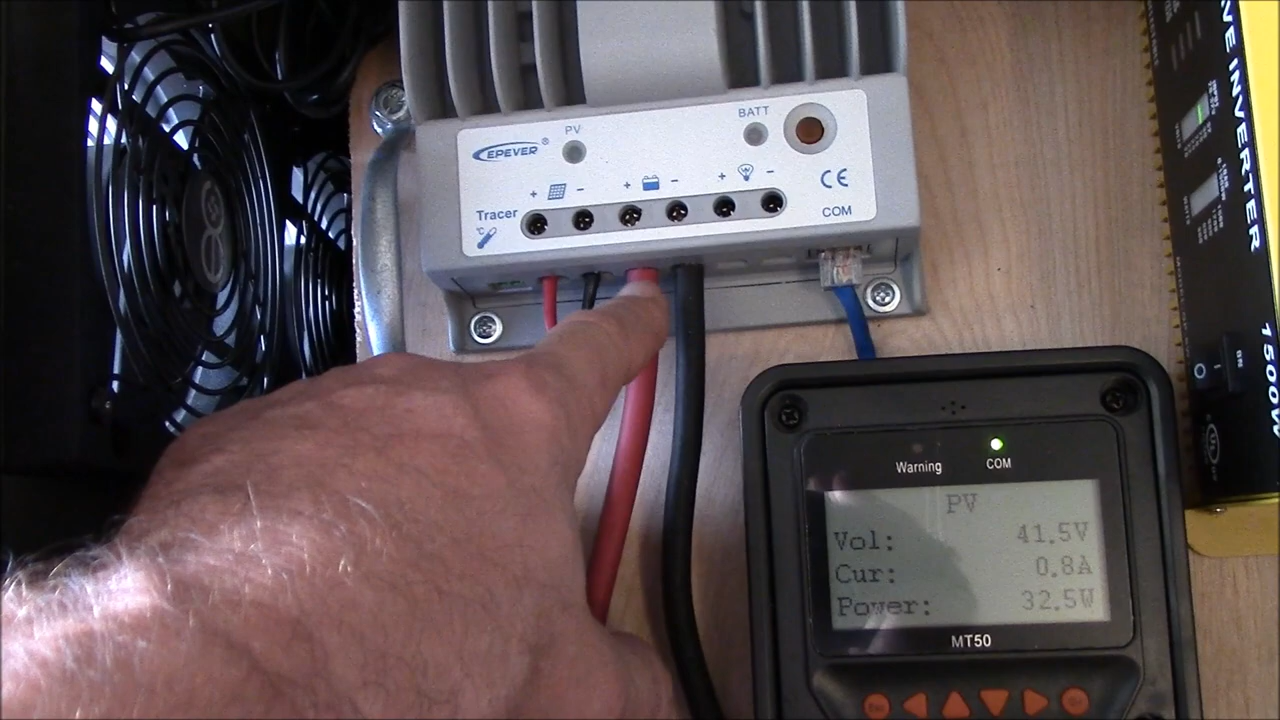 PV
BATT
EPEVER®
+ - + - + -
Tracer
°C
CE
COM
WAVE INVERTER
1500W
Warning COM
PV
Vol: 41.5V
Cur: 0.8A
Power: 32.5W
MT50